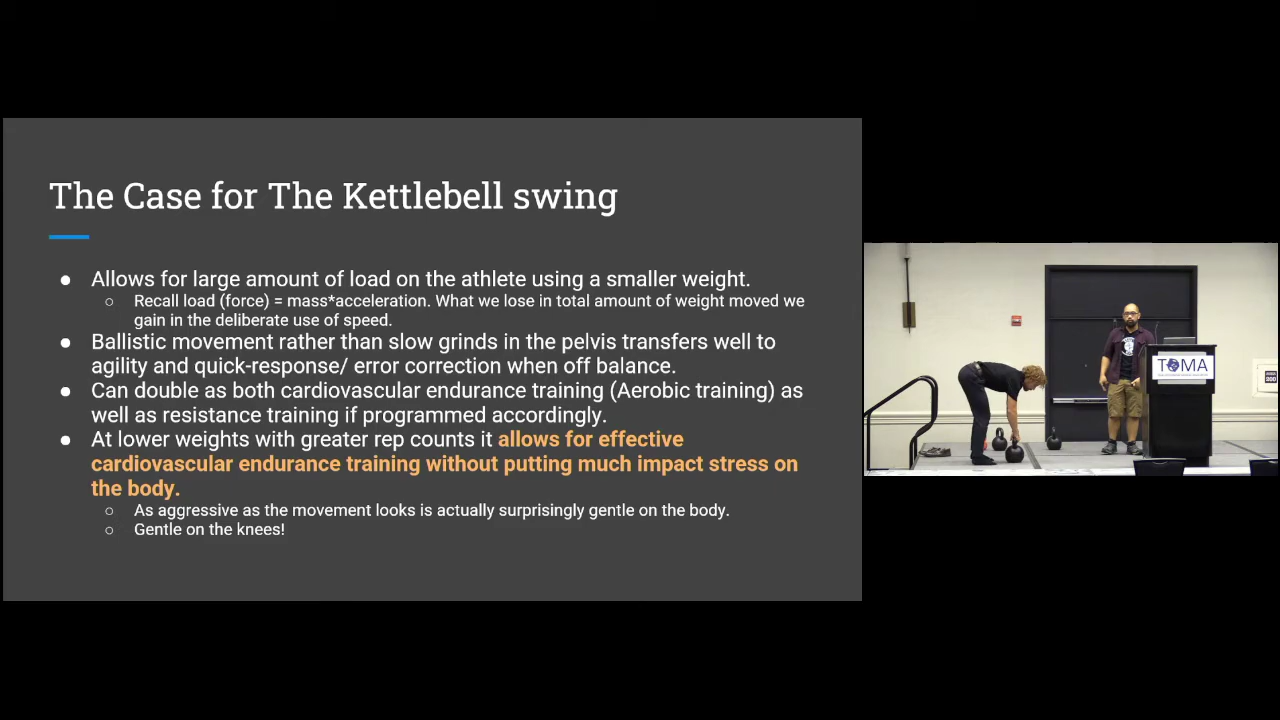 The Case for The Kettlebell swing
● Allows for large amount of load on the athlete using a smaller weight.
○ Recall load (force) = mass*acceleration. What we lose in total amount of weight moved we
gain in the deliberate use of speed.
● Ballistic movement rather than slow grinds in the pelvis transfers well to
agility and quick-response/ error correction when off balance.
● Can double as both cardiovascular endurance training (Aerobic training) as
well as resistance training if programmed accordingly.
● At lower weights with greater rep counts it allows for effective
cardiovascular endurance training without putting much impact stress on
the body.
○ As aggressive as the movement looks is actually surprisingly gentle on the body.
○ Gentle on the knees!
TOMA